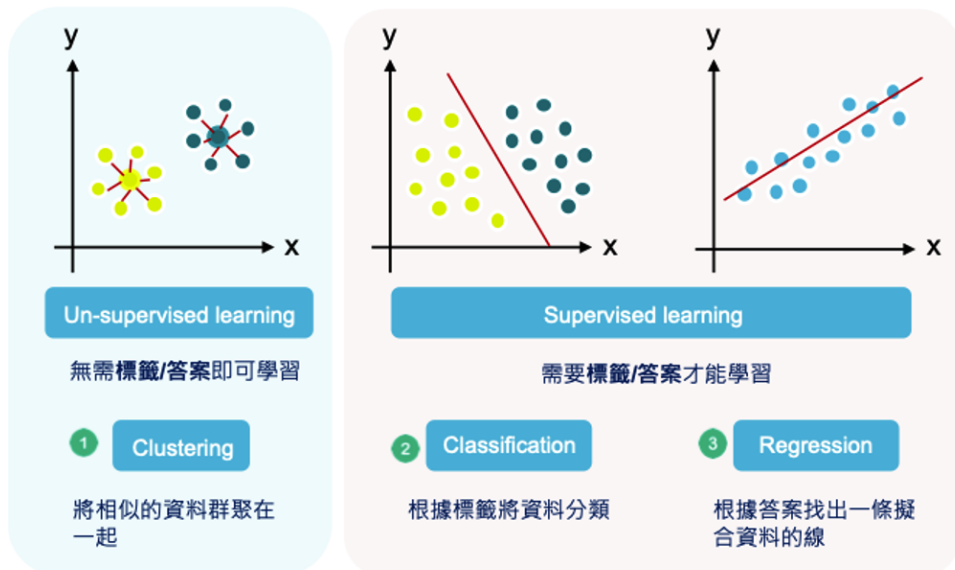 y
x
y
x
y
x
Un-supervised learning
Supervised learning
無需標籤/答案即可學習
需要標籤/答案才能學習
1
Clustering
2
Classification
3
Regression
將相似的資料群聚在
一起
根據標籤將資料分類
根據答案找出一條擬
合資料的線